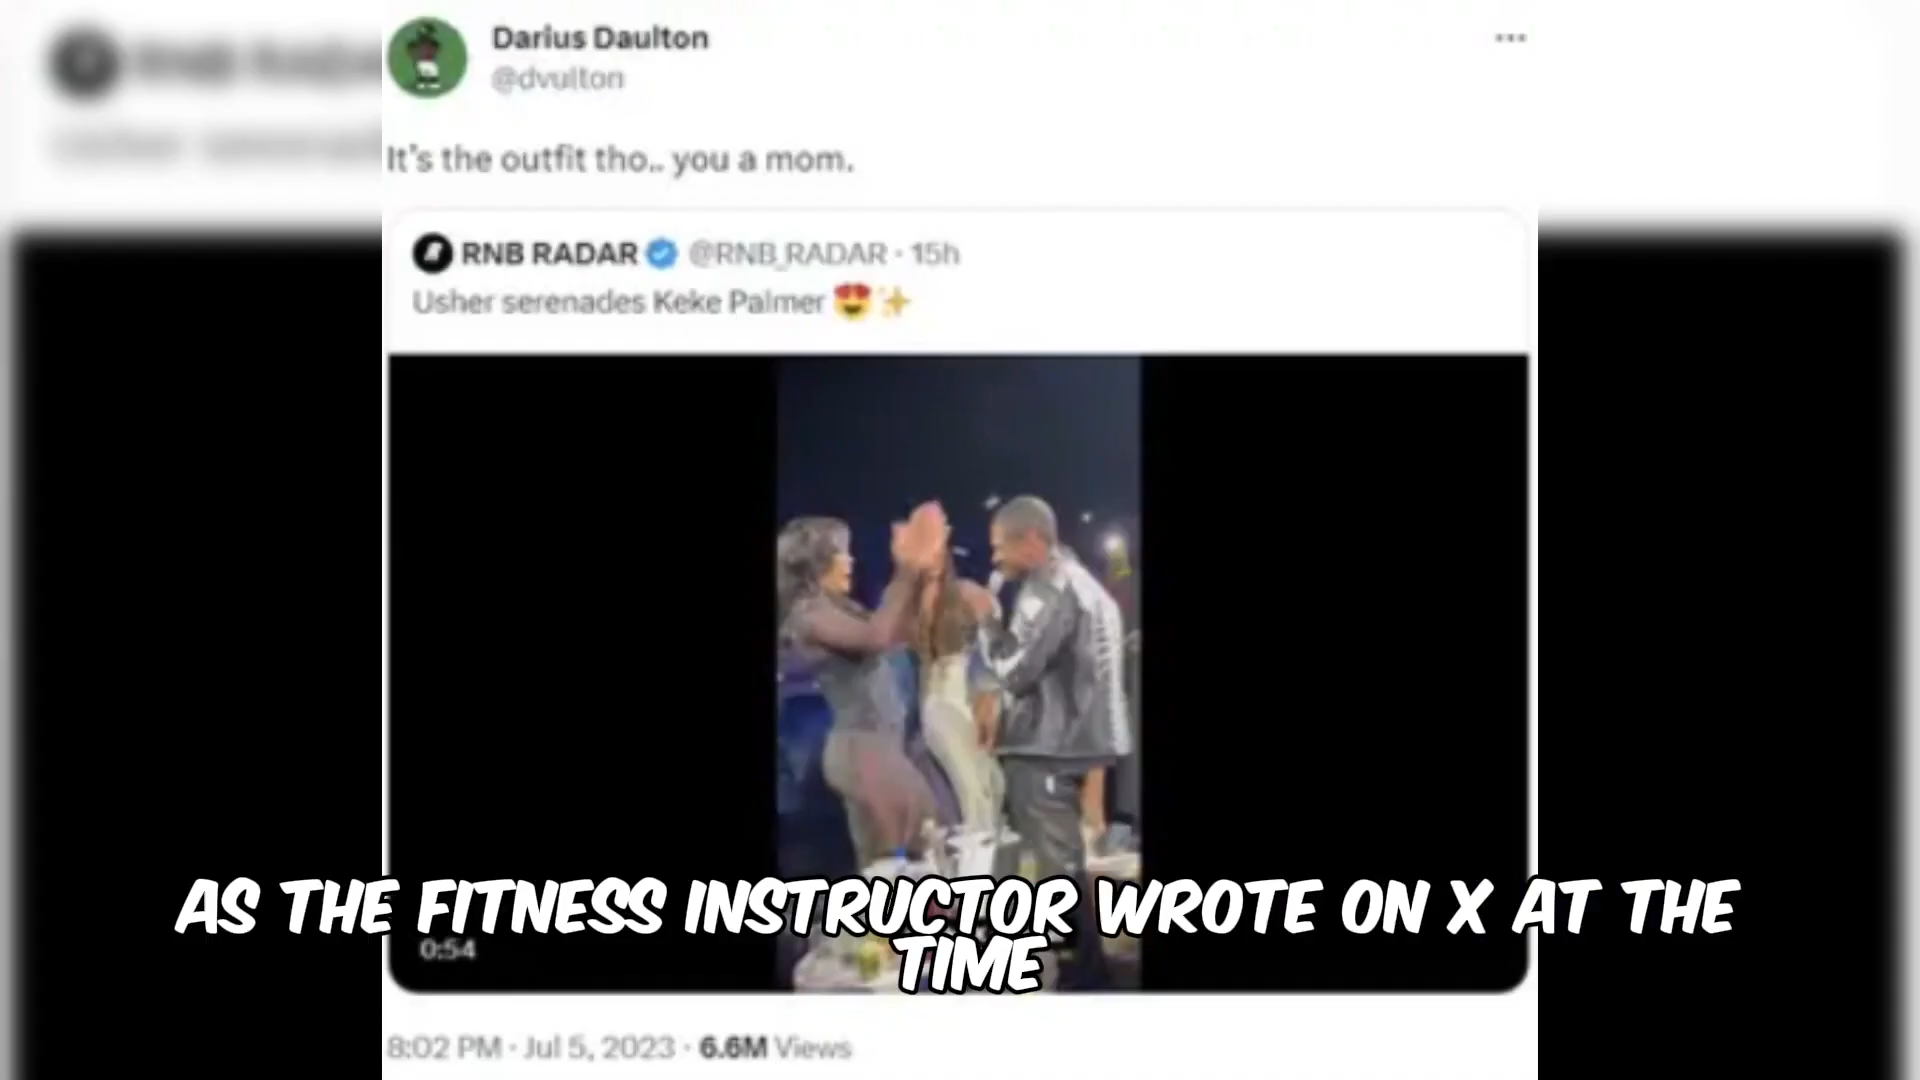 Darius Daulton
@dvulton
It's the outfit tho.. you a mom.
RNB RADAR @RNB_RADAR · 15h
Usher serenades Keke Palmer 😍✨
AS THE FITNESS INSTRUCTOR WROTE ON X AT THE
TIME
0:54
8:02 PM · Jul 5, 2023 · 6.6M Views